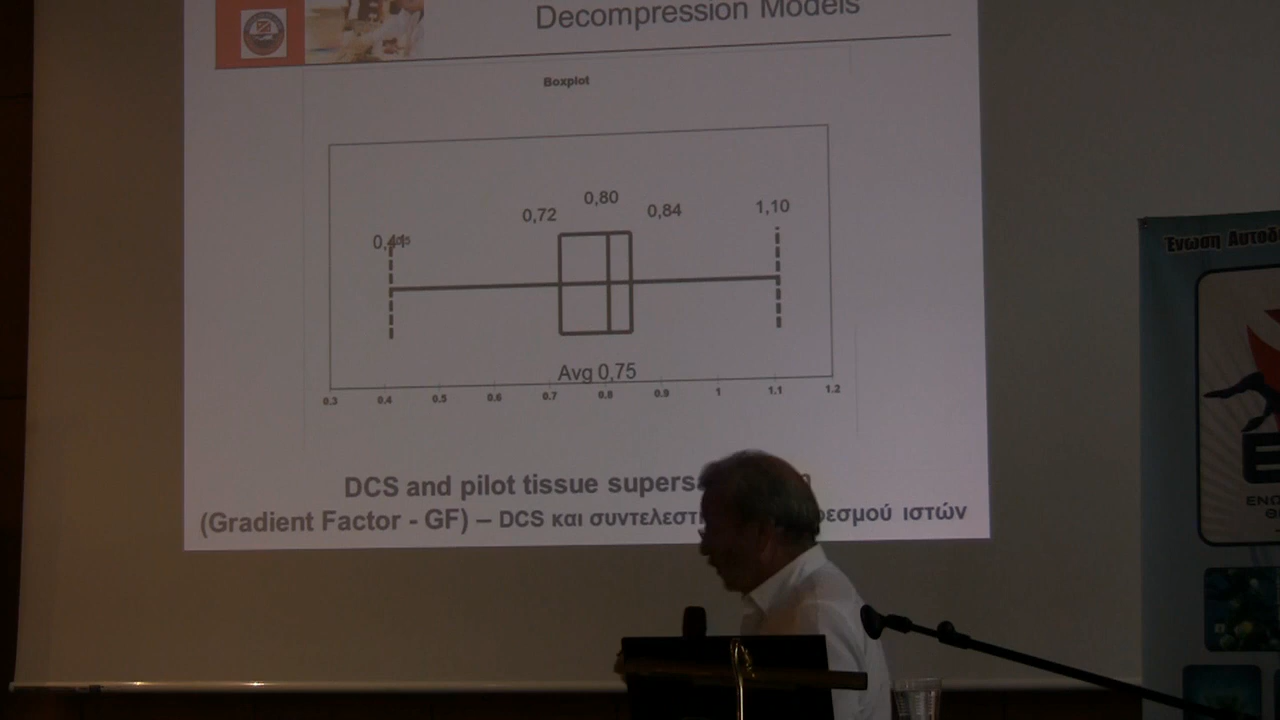 Decompression Models
Boxplot
0,80
0,72
0,84
1,10
Avg 0,75
0.3 0.4 0.5 0.6 0.7 0.8 0.9 1 1.1 1.2
DCS and pilot tissue
(Gradient Factor - GF) – DCS και ιστών
Ένωση